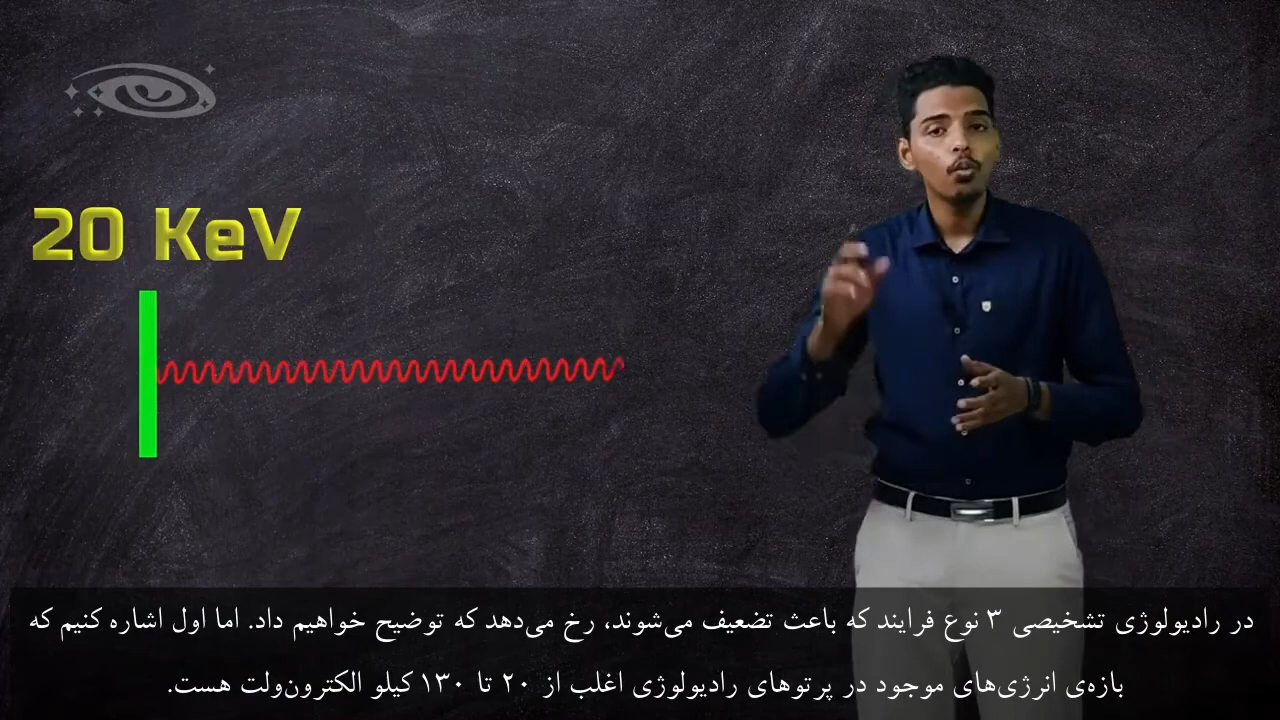 20 KeV
در رادیولوژی تشخیصی ۳ نوع فرایند که باعث تضعیف می‌شوند، رخ می‌دهد که توضیح خواهیم داد. اما اول اشاره کنیم که
بازه‌ی انرژی‌های موجود در پرتوهای رادیولوژی اغلب از ۲۰ تا ۱۳۰ کیلو الکترون‌ولت هست.